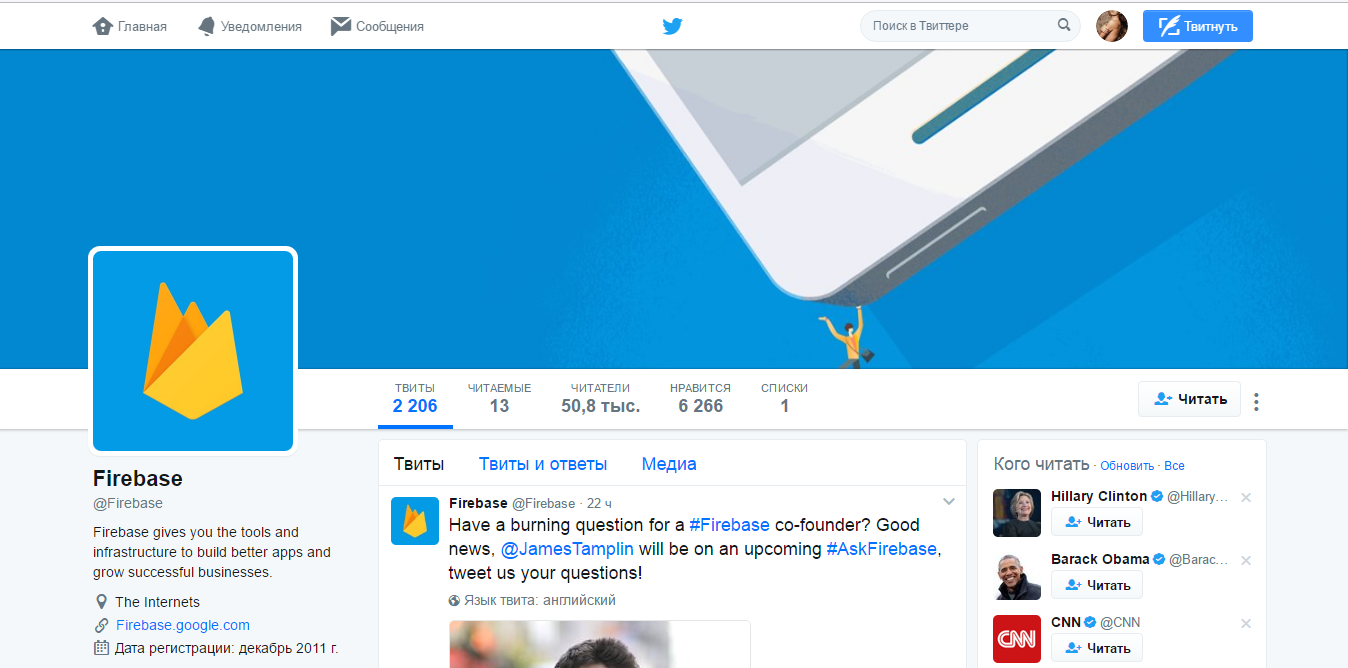 Главная
Уведомления
Сообщения
Поиск в Твиттере
Твитнуть
ТВИТЫ
2 206
ЧИТАЕМЫЕ
13
ЧИТАТЕЛИ
50,8 тыс.
НРАВИТСЯ
6 266
СПИСКИ
1
Читать
Firebase
@Firebase
Firebase gives you the tools and
infrastructure to build better apps and
grow successful businesses.
The Internets
Firebase.google.com
Дата регистрации: декабрь 2011 г.
Твиты
Твиты и ответы
Медиа
Firebase @Firebase · 22 ч
Have a burning question for a #Firebase co-founder? Good
news, @JamesTamplin will be on an upcoming #AskFirebase,
tweet us your questions!
Язык твита: английский
Кого читать · Обновить · Все
Hillary Clinton @Hillary...
Читать
Barack Obama @Barac...
Читать
CNN
CNN @CNN
Читать